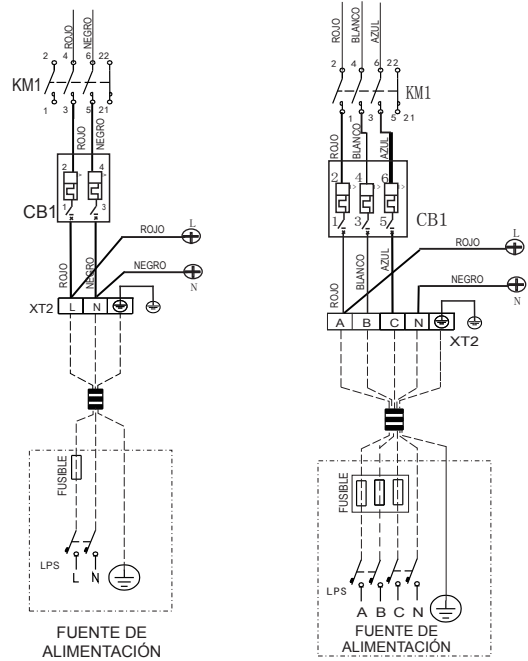 ROJO
NEGRO
2
4
6
22
KM1
1
3
5
21
ROJO
NEGRO
2
4
CB1
1
3
ROJO
NEGRO
ROJO
L
NEGRO
N
XT2
L
N
FUSIBLE
LPS
L N
FUENTE DE
ALIMENTACIÓN
ROJO
BLANCO
AZUL
2
4
6
22
KM1
1
3
5
21
ROJO
BLANCO
AZUL
2
4
6
CB1
1
3
5
ROJO
BLANCO
AZUL
ROJO
L
NEGRO
N
A
B
C
N
XT2
FUSIBLE
LPS
A B C N
FUENTE DE
ALIMENTACIÓN